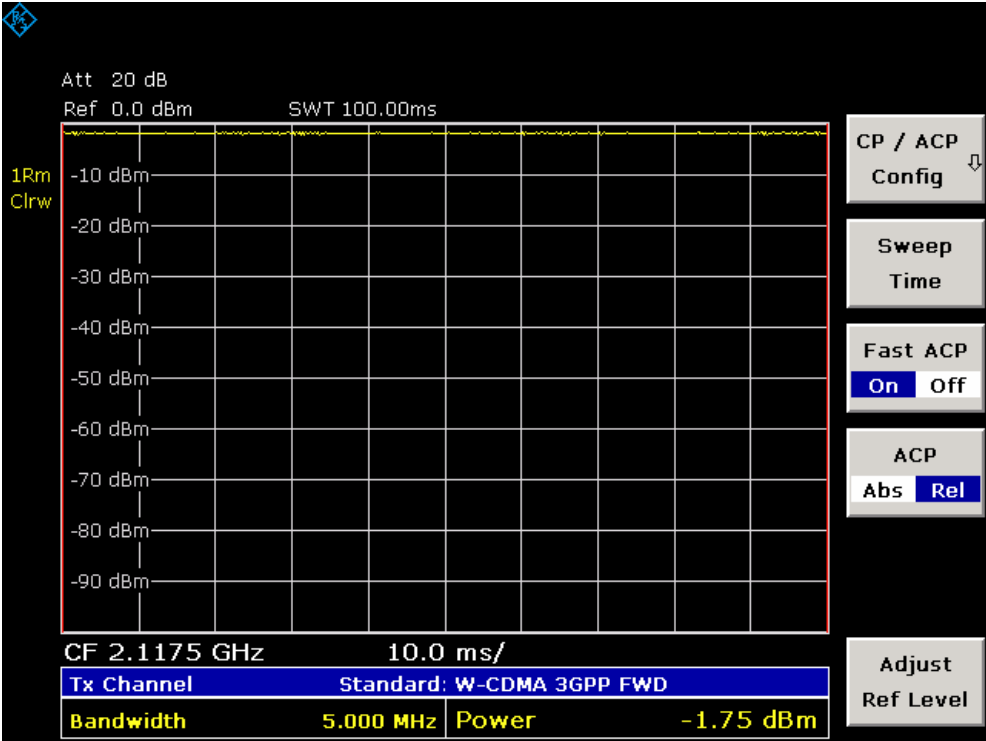 Att 20 dB
Ref 0.0 dBm SWT 100.00ms
1Rm
Clrw
-10 dBm
-20 dBm
-30 dBm
-40 dBm
-50 dBm
-60 dBm
-70 dBm
-80 dBm
-90 dBm
CF 2.1175 GHz 10.0 ms/
Tx Channel Standard: W-CDMA 3GPP FWD
Bandwidth 5.000 MHz Power -1.75 dBm
CP / ACP
Config
Sweep
Time
Fast ACP
On Off
ACP
Abs Rel
Adjust
Ref Level